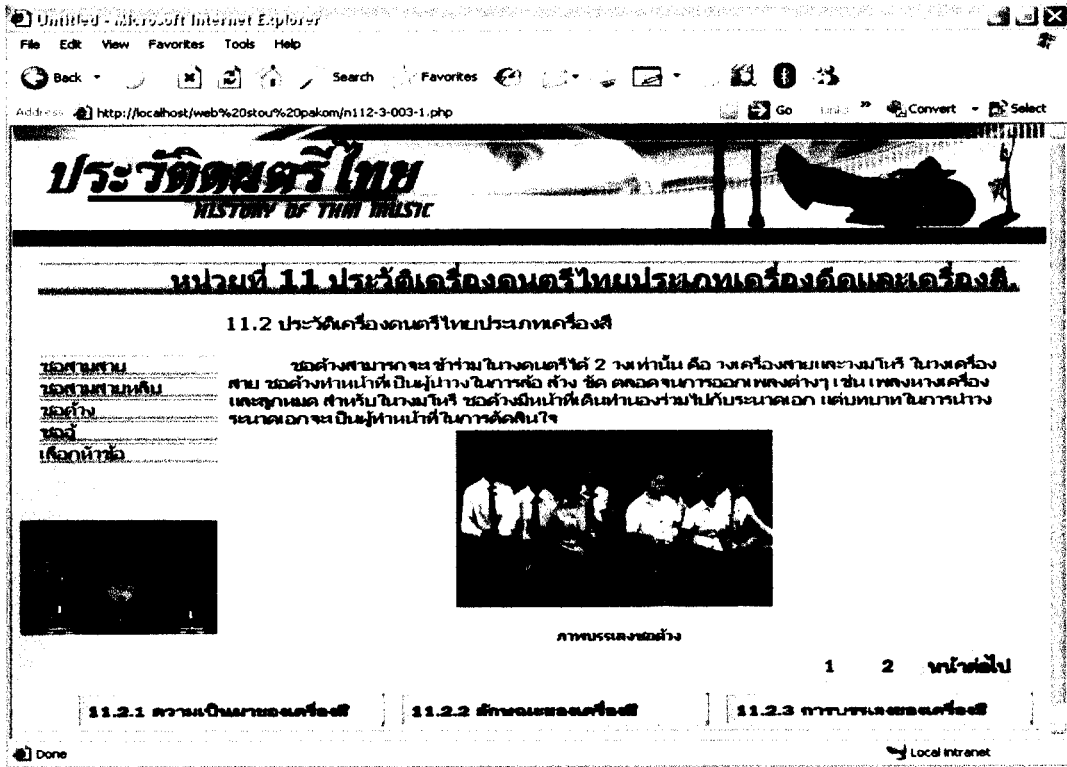 Untitled - Microsoft Internet Explorer
File Edit View Favorites Tools Help
Back Search Favorites
Address http://localhost/web%20stou%20pakom/n112-3-003-1.php Go Links » Convert Select
ประวัติดนตรีไทย
HISTORY OF THAI MUSIC
หน่วยที่ 11 ประวัติเครื่องดนตรีไทยประเภทเครื่องดีดและเครื่องสี.
11.2 ประวัติเครื่องดนตรีไทยประเภทเครื่องสี
ซอสามสาย
ซอสามสายหลิบ
ซอด้วง
ซออู้
เลือกหัวข้อ
ซอด้วงสามารถจะเข้าร่วมในวงดนตรีได้ 2 วงเท่านั้น คือ วงเครื่องสายและวงมโหรี ในวงเครื่อง
สาย ซอด้วงทำหน้าที่เป็นผู้นำวงในการล้อ ล้วง ขัด ตลอดจนการออกเพลงต่างๆ เช่น เพลงหางเครื่อง
และลูกหมด สำหรับในวงมโหรี ซอด้วงมีหน้าที่เดินทำนองร่วมไปกับระนาดเอก แต่บทบาทในการนำวง
ระนาดเอกจะเป็นผู้ทำหน้าที่ในการตัดสินใจ
ภาพบรรเลงซอด้วง
1 2 หน้าต่อไป
11.2.1 ความเป็นมาของเครื่องสี 11.2.2 ลักษณะของเครื่องสี 11.2.3 การบรรเลงของเครื่องสี
Done Local intranet